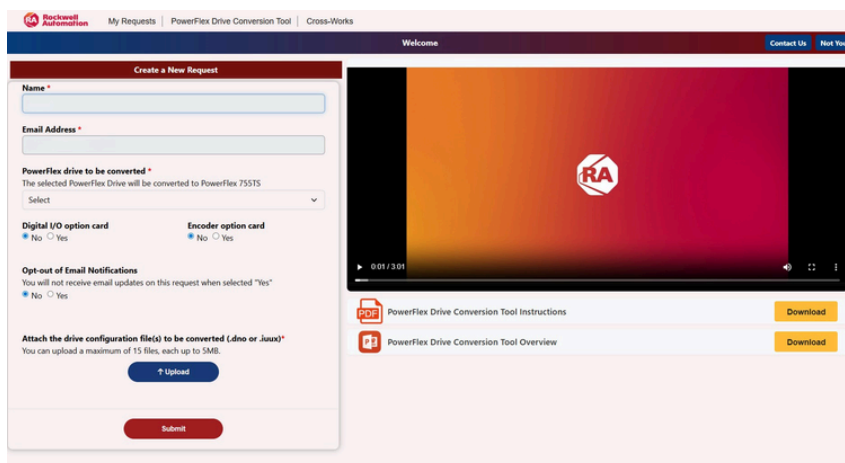 Rockwell Automation
My Requests
PowerFlex Drive Conversion Tool
Cross-Works
Welcome
Contact Us
Not You
Create a New Request
Name *
Email Address *
PowerFlex drive to be converted *
The selected PowerFlex Drive will be converted to PowerFlex 755TS
Select
Digital I/O option card
No Yes
Encoder option card
No Yes
Opt-out of Email Notifications
You will not receive email updates on this request when selected "Yes"
No Yes
Attach the drive configuration file(s) to be converted (.dno or .iuux)*
You can upload a maximum of 15 files, each up to 5MB.
Upload
Submit
RA
0:01 / 3:01
PDF
PowerFlex Drive Conversion Tool Instructions
Download
P
PowerFlex Drive Conversion Tool Overview
Download